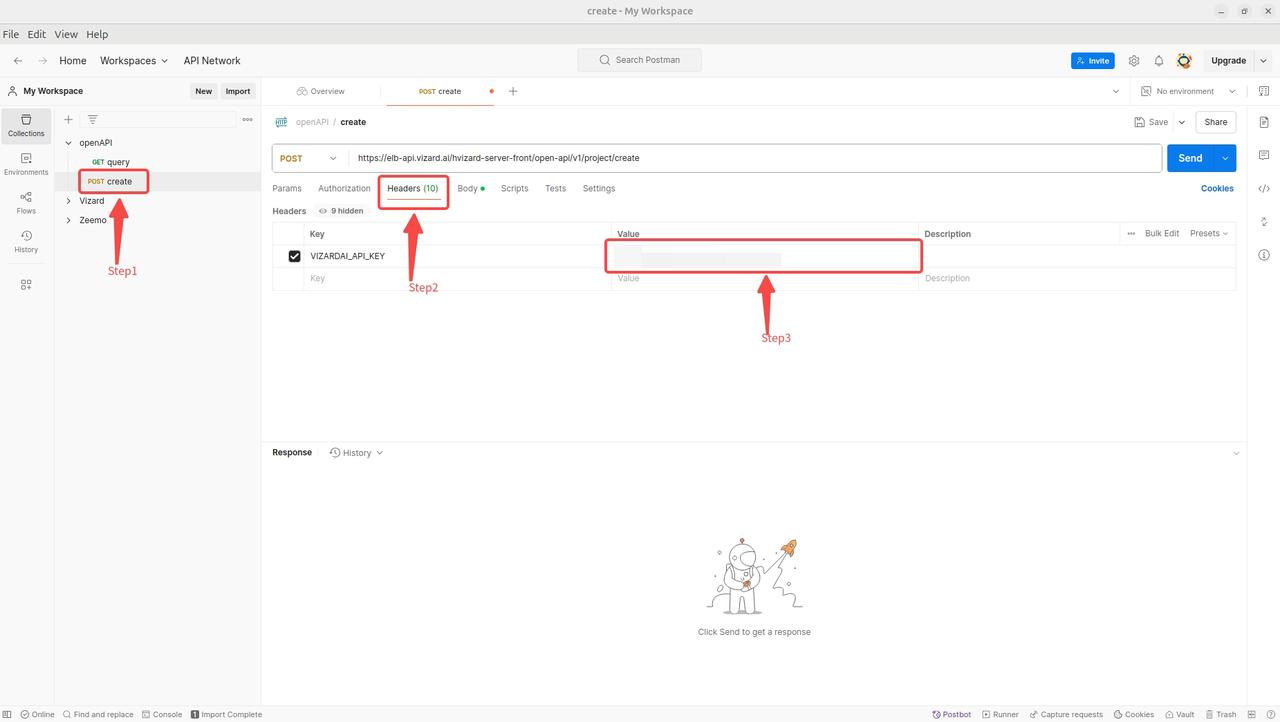 create - My Workspace
File Edit View Help
Home Workspaces API Network
Search Postman
Invite
Upgrade
My Workspace
New Import
Overview
POST create
No environment
Collections
Environments
Flows
History
openAPI
GET query
POST create
Vizard
Zeemo
Step1
openAPI / create
Save
Share
POST
https://elb-api.vizard.ai/hvizard-server-front/open-api/v1/project/create
Send
Params Authorization Headers (10) Body Scripts Tests Settings
Cookies
Headers 9 hidden
Key Value Description Bulk Edit Presets
VIZARDAI_API_KEY
Key Value Description
Step2
Step3
Response History
Click Send to get a response
Online Find and replace Console Import Complete
Postbot Runner Capture requests Cookies Vault Trash